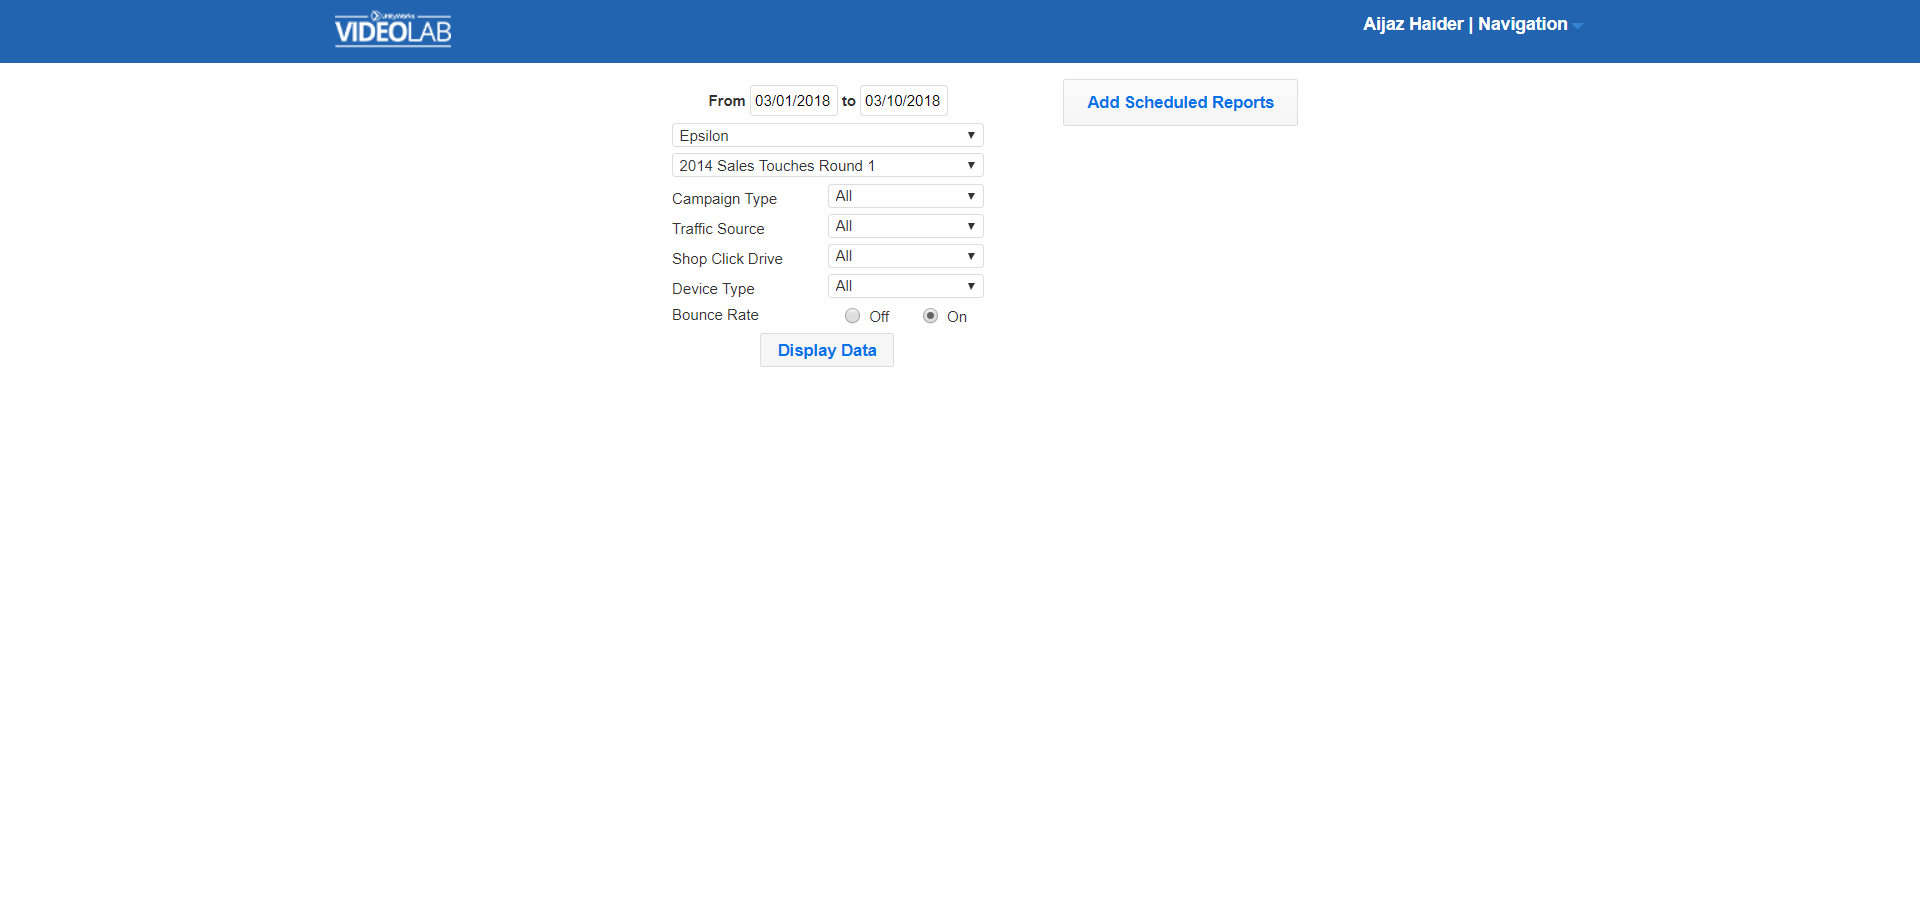 UnityWorks
VIDEOLAB
Aijaz Haider | Navigation
From 03/01/2018 to 03/10/2018
Add Scheduled Reports
Epsilon
2014 Sales Touches Round 1
Campaign Type All
Traffic Source All
Shop Click Drive All
Device Type All
Bounce Rate Off On
Display Data